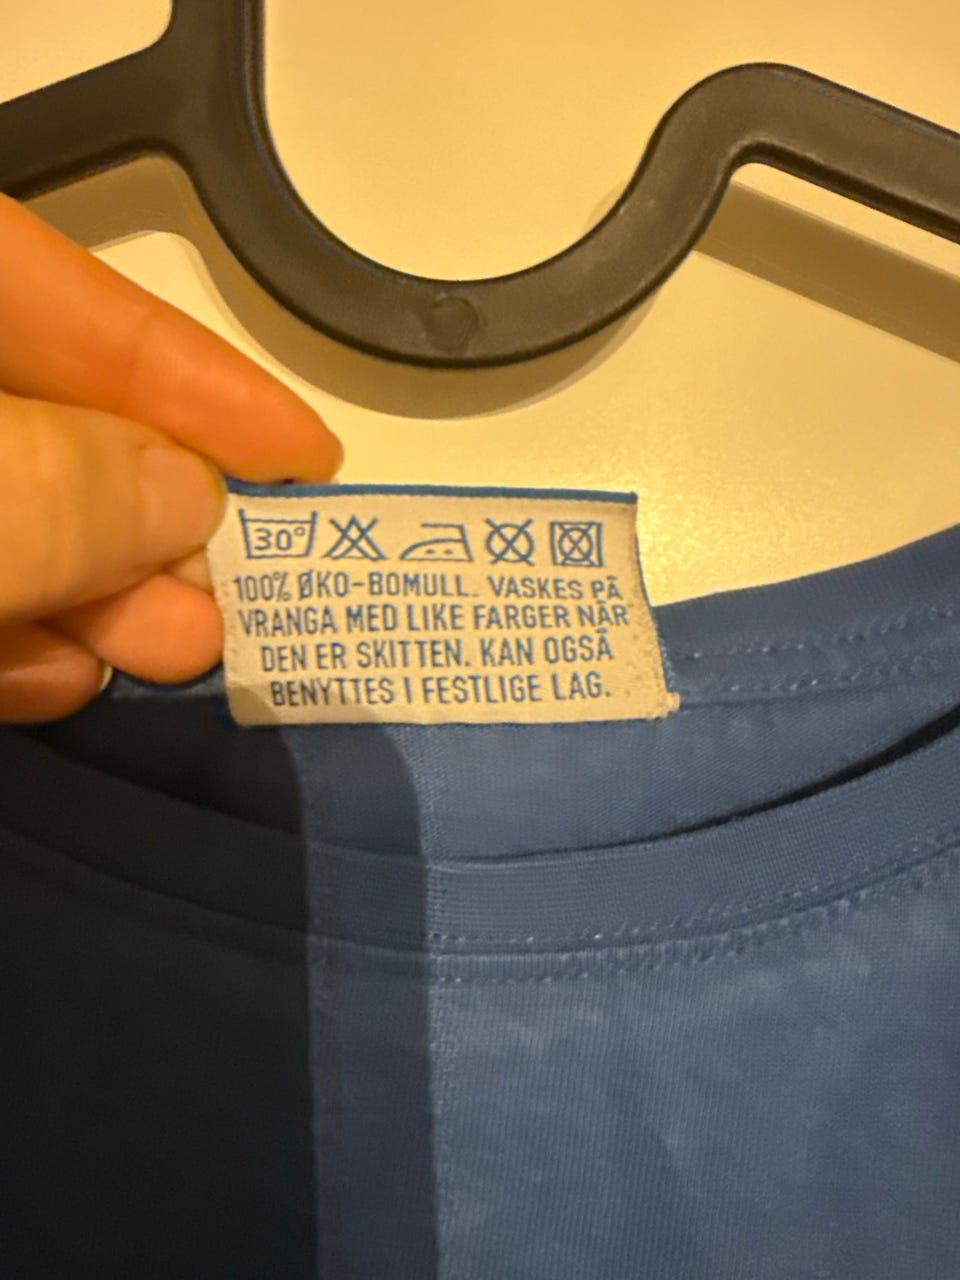 30°
100% ØKO-BOMULL. VASKES PÅ
VRANGA MED LIKE FARGER NÅR
DEN ER SKITTEN. KAN OGSÅ
BENYTTES I FESTLIGE LAG.